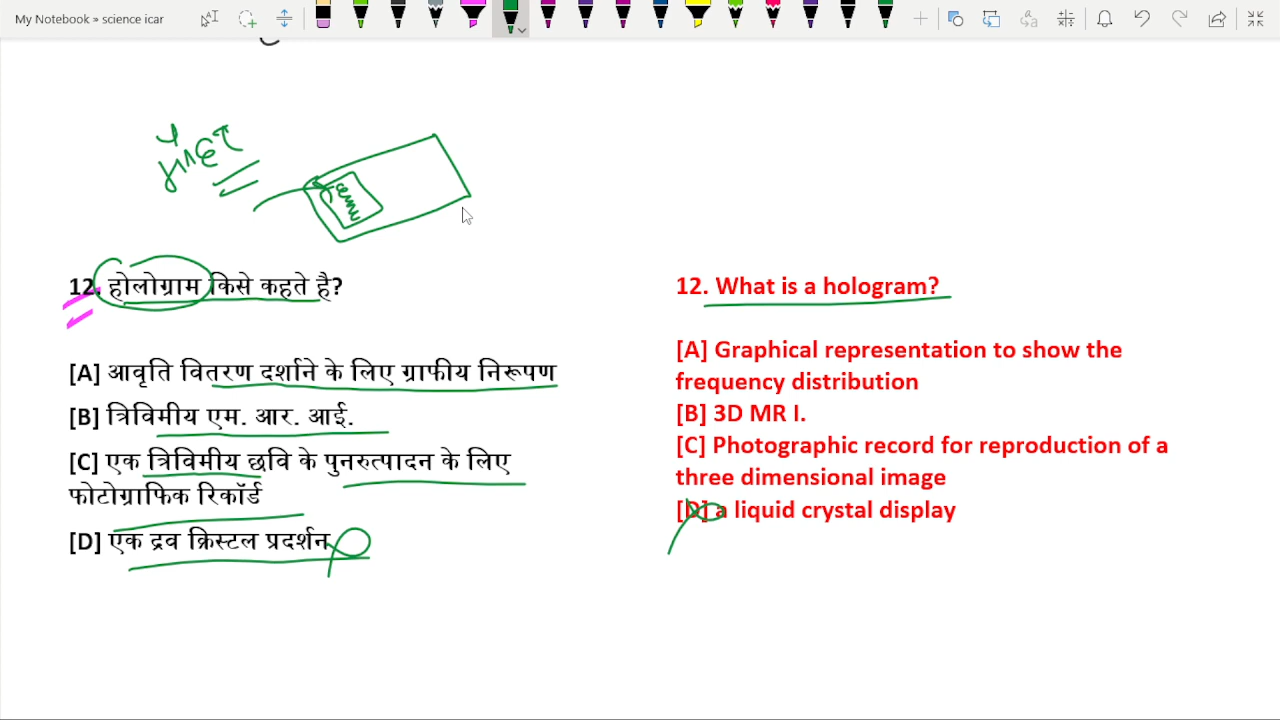 My Notebook » science icar
12. होलोग्राम किसे कहते है?
[A] आवृति वितरण दर्शाने के लिए ग्राफीय निरूपण
[B] त्रिविमीय एम. आर. आई.
[C] एक त्रिविमीय छवि के पुनरुत्पादन के लिए
फोटोग्राफिक रिकॉर्ड
[D] एक द्रव क्रिस्टल प्रदर्शन
12. What is a hologram?
[A] Graphical representation to show the
frequency distribution
[B] 3D MR I.
[C] Photographic record for reproduction of a
three dimensional image
[D] a liquid crystal display